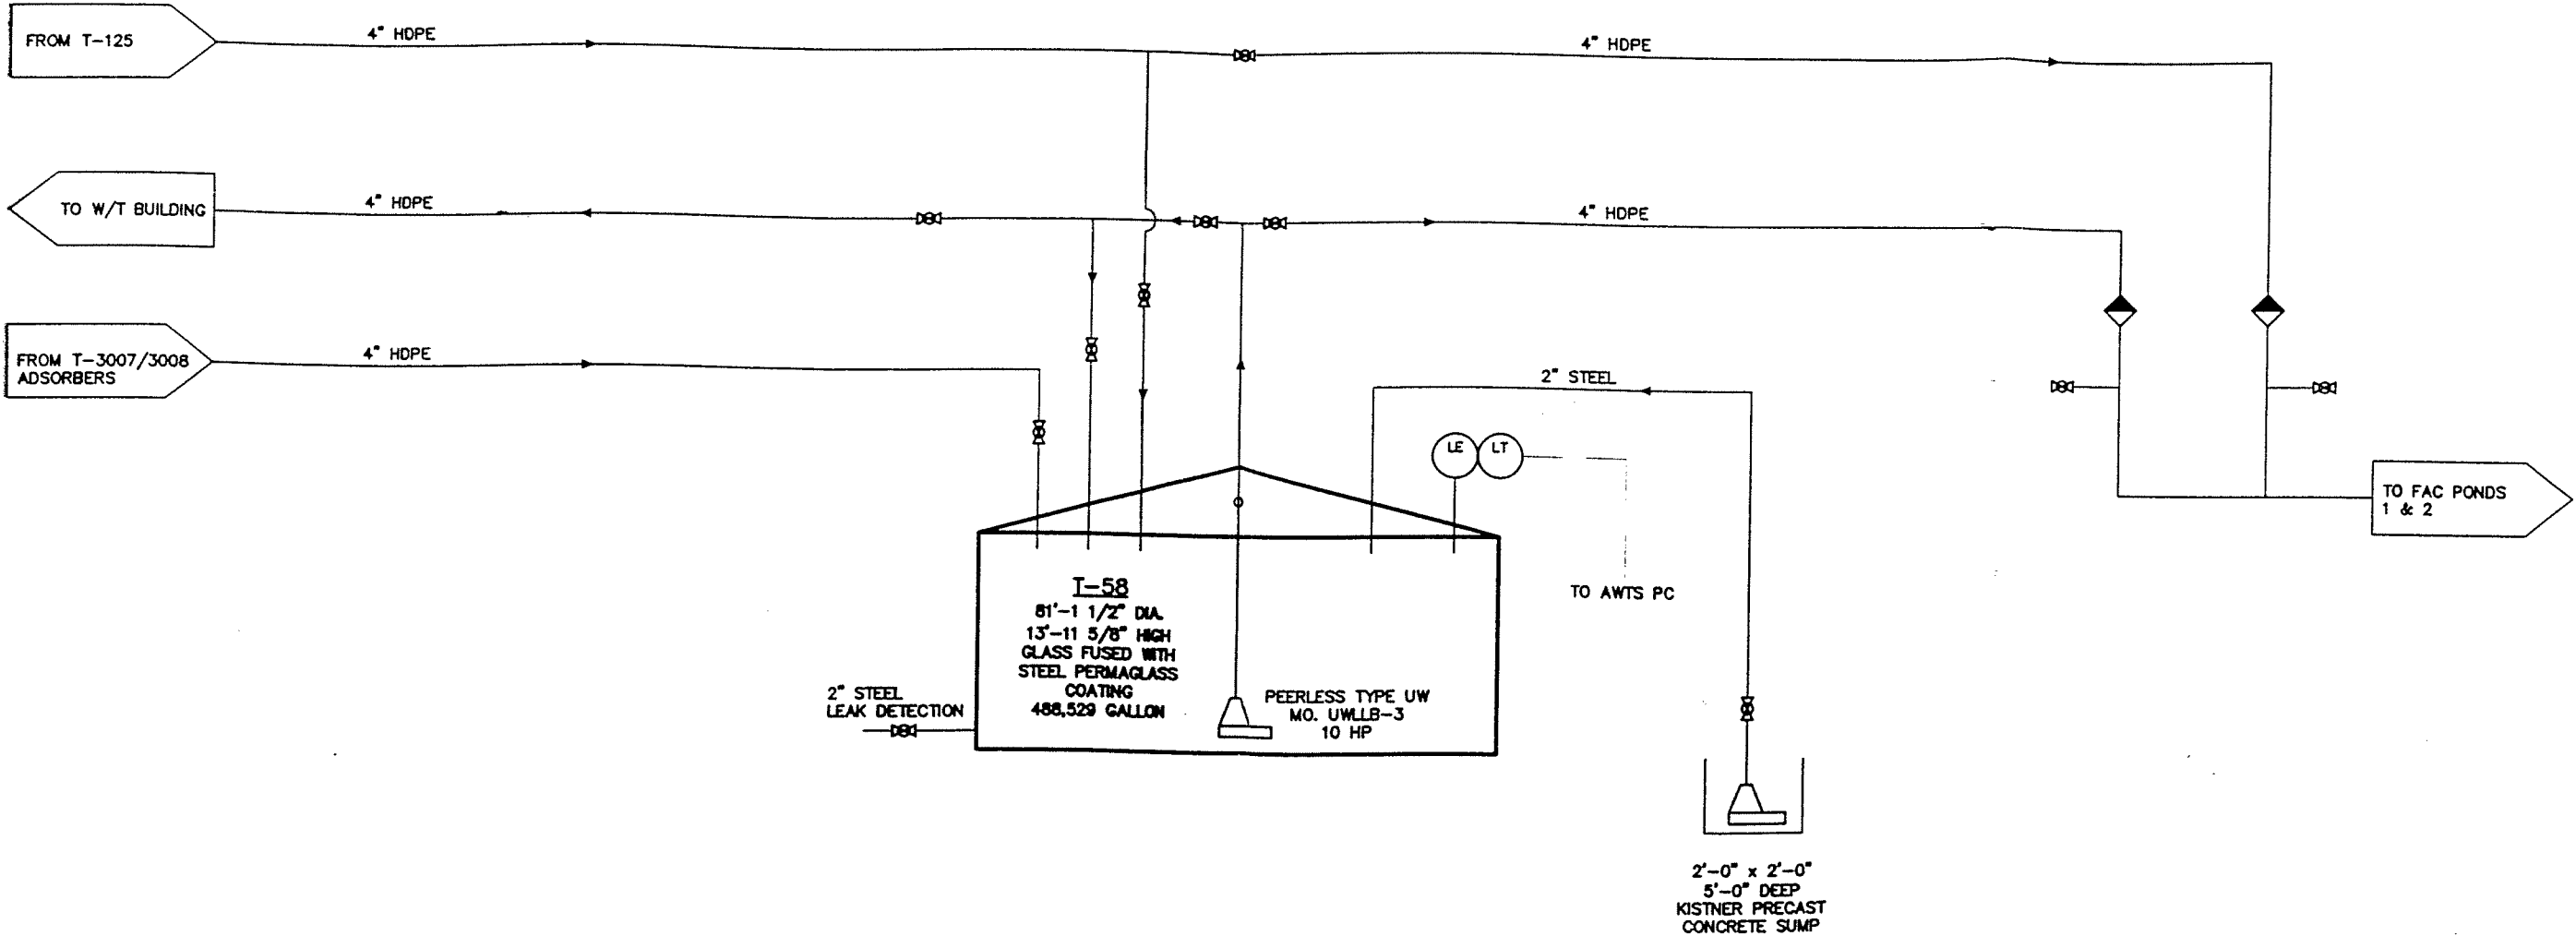 FROM T-125
4" HDPE
4" HDPE
TO W/T BUILDING
4" HDPE
4" HDPE
FROM T-3007/3008
ADSORBERS
4" HDPE
2" STEEL
LE
LT
TO FAC PONDS
1 & 2
TO AWTS PC
T-58
81'-1 1/2" DIA.
13'-11 5/8" HIGH
GLASS FUSED WITH
STEEL PERMAGLASS
COATING
488,529 GALLON
2" STEEL
LEAK DETECTION
PEERLESS TYPE UW
MO. UWLLB-3
10 HP
2'-0" x 2'-0"
5'-0" DEEP
KISTNER PRECAST
CONCRETE SUMP